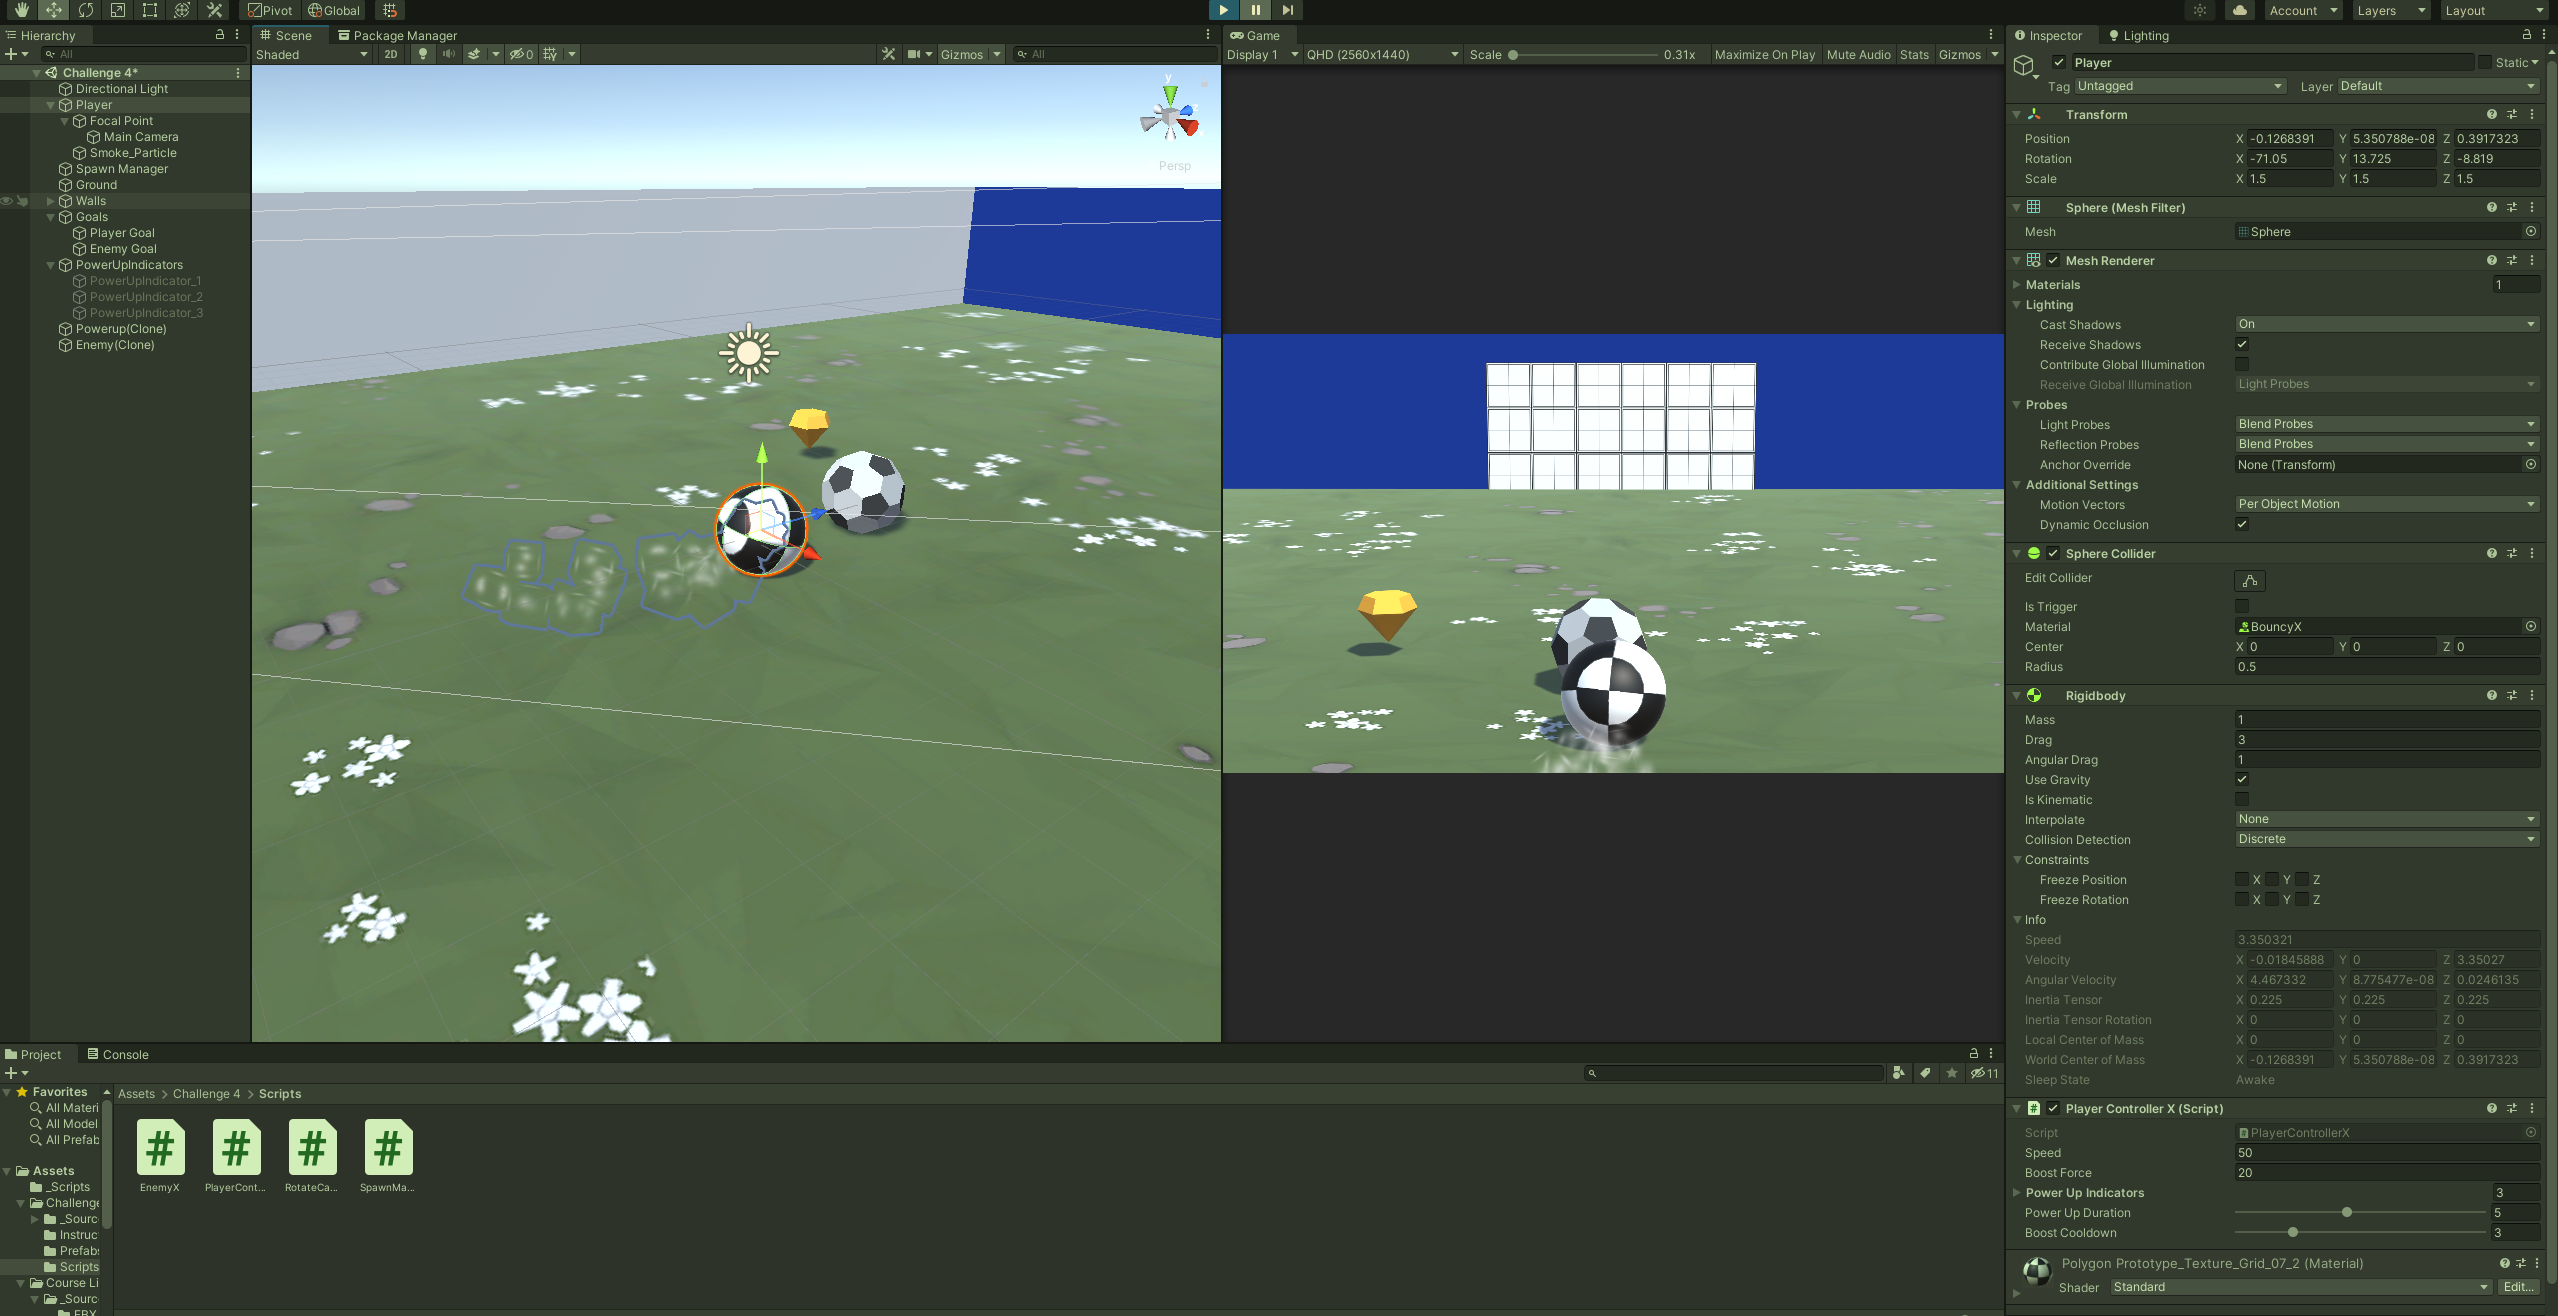 Pivot Global Account Layers Layout
Hierarchy
All
Challenge 4*
Directional Light
Player
Focal Point
Main Camera
Smoke_Particle
Spawn Manager
Ground
Walls
Goals
Player Goal
Enemy Goal
PowerUpIndicators
PowerUpIndicator_1
PowerUpIndicator_2
PowerUpIndicator_3
Powerup(Clone)
Enemy(Clone)
Scene Package Manager
Shaded 2D 0 Gizmos All
y
Persp
Game
Display 1 QHD (2560x1440) Scale 0.31x Maximize On Play Mute Audio Stats Gizmos
Inspector Lighting
Player Static
Tag Untagged Layer Default
Transform
Position X -0.1268391 Y 5.350788e-08 Z 0.3917323
Rotation X -71.05 Y 13.725 Z -8.819
Scale X 1.5 Y 1.5 Z 1.5
Sphere (Mesh Filter)
Mesh Sphere
Mesh Renderer
Materials 1
Lighting
Cast Shadows On
Receive Shadows
Contribute Global Illumination
Receive Global Illumination Light Probes
Probes
Light Probes Blend Probes
Reflection Probes Blend Probes
Anchor Override None (Transform)
Additional Settings
Motion Vectors Per Object Motion
Dynamic Occlusion
Sphere Collider
Edit Collider
Is Trigger
Material BouncyX
Center X 0 Y 0 Z 0
Radius 0.5
Rigidbody
Mass 1
Drag 3
Angular Drag 1
Use Gravity
Is Kinematic
Interpolate None
Collision Detection Discrete
Constraints
Freeze Position X Y Z
Freeze Rotation X Y Z
Info
Speed 3.350321
Velocity X -0.01845888 Y 0 Z 3.35027
Angular Velocity X 4.467332 Y 8.775477e-08 Z 0.0246135
Inertia Tensor X 0.225 Y 0.225 Z 0.225
Inertia Tensor Rotation X 0 Y 0 Z 0
Local Center of Mass X 0 Y 0 Z 0
World Center of Mass X -0.1268391 Y 5.350788e-08 Z 0.3917323
Sleep State Awake
Player Controller X (Script)
Script PlayerControllerX
Speed 50
Boost Force 20
Power Up Indicators 3
Power Up Duration 5
Boost Cooldown 3
Polygon Prototype_Texture_Grid_07_2 (Material)
Shader Standard Edit...
Project Console
11
Favorites
All Materi
All Model
All Prefab
Assets
_Scripts
Challenge
_Sourc
Instruc
Prefabs
Scripts
Course Li
_Sourc
FBX
Assets > Challenge 4 > Scripts
EnemyX PlayerCont... RotateCa... SpawnMa...